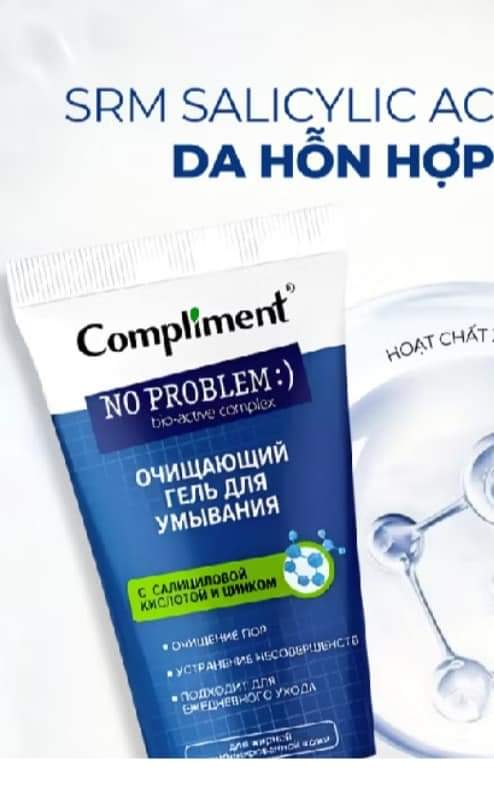 SRM SALICYLIC AC
DA HỖN HỢP
Compliment®
NO PROBLEM:)
bio-active complex
ОЧИЩАЮЩИЙ
ГЕЛЬ ДЛЯ
УМЫВАНИЯ
С САЛИЦИЛОВОЙ
КИСЛОТОЙ И ЦИНКОМ
• ОЧИЩЕНИЕ ПОР
• УСТРАНЕНИЕ НЕСОВЕРШЕНСТВ
• ПОДХОДИТ ДЛЯ
ЕЖЕДНЕВНОГО УХОДА
для жирной
кожи
HOẠT CHẤT